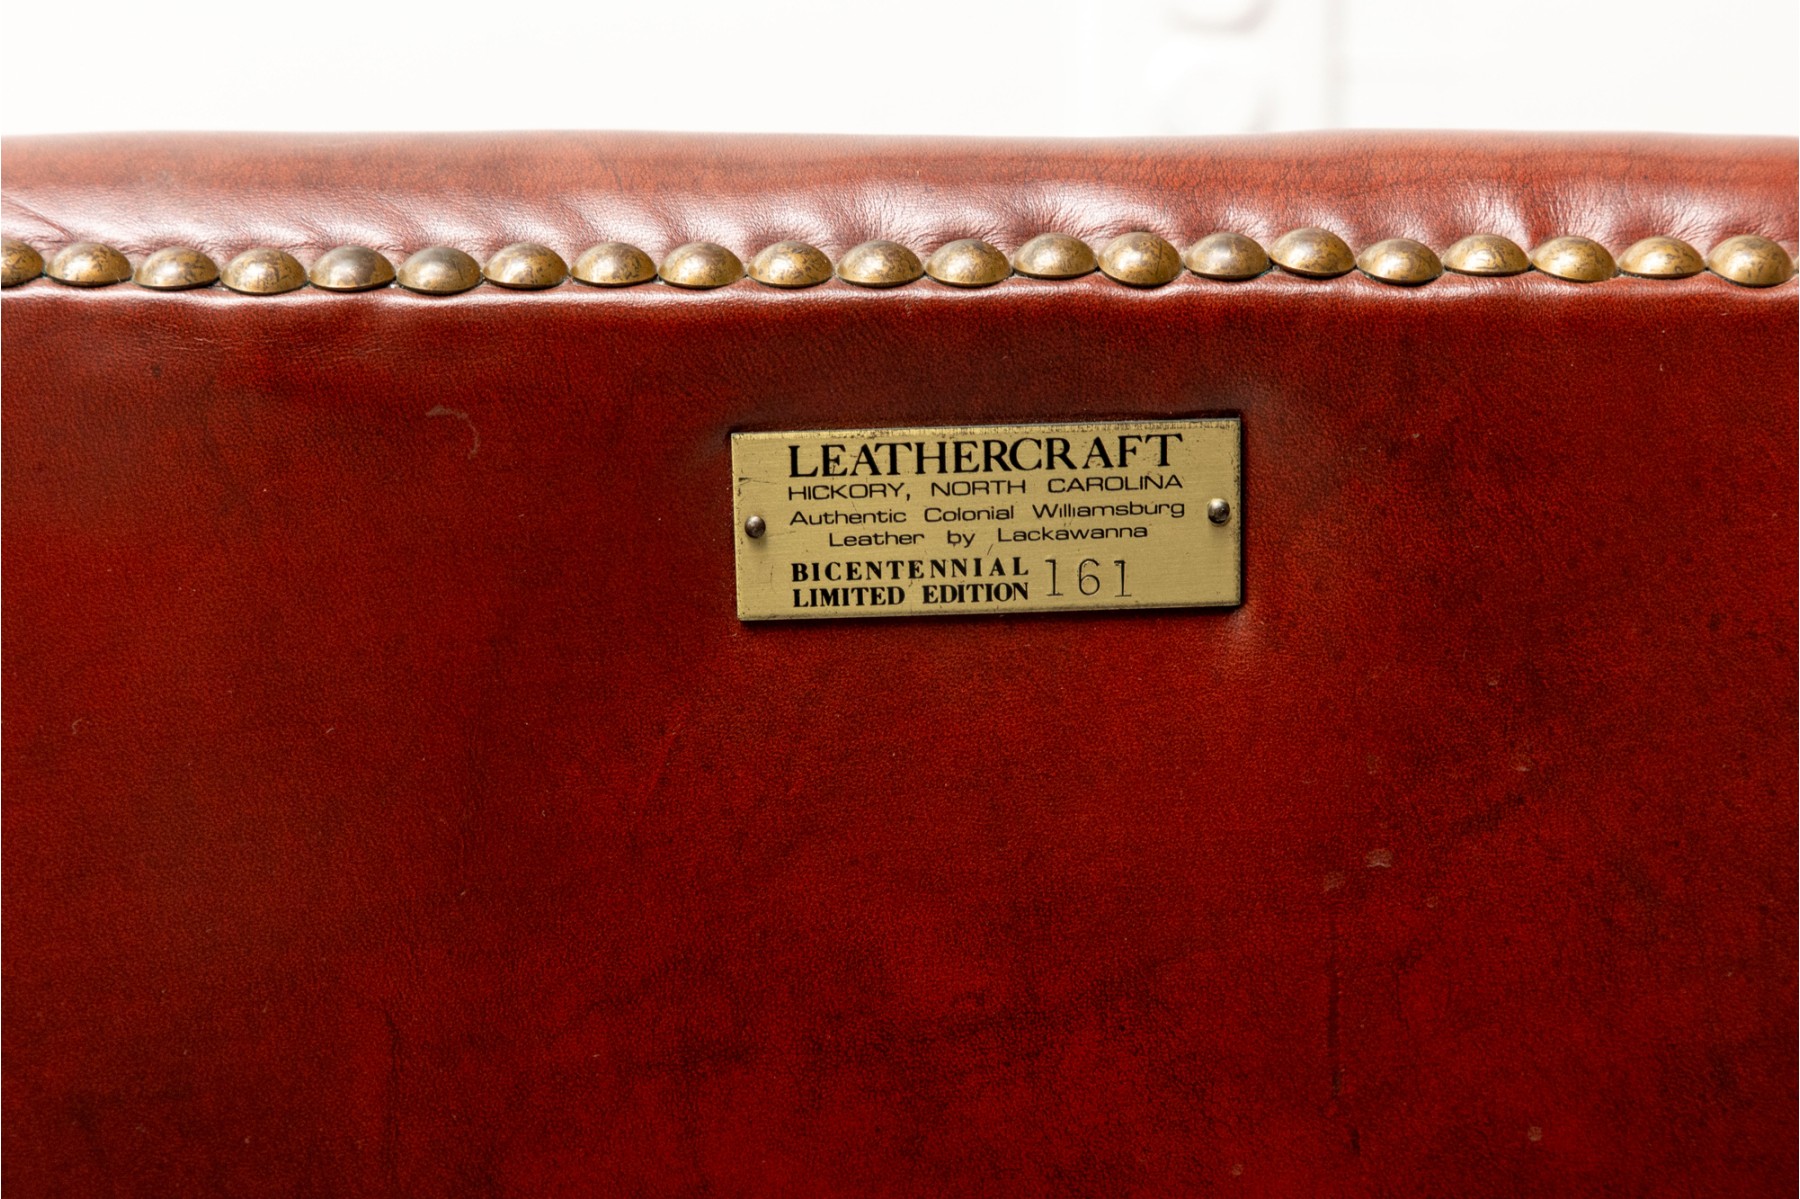 LEATHERCRAFT
HICKORY, NORTH CAROLINA
Authentic Colonial Williamsburg
Leather by Lackawanna
BICENTENNIAL
LIMITED EDITION 161